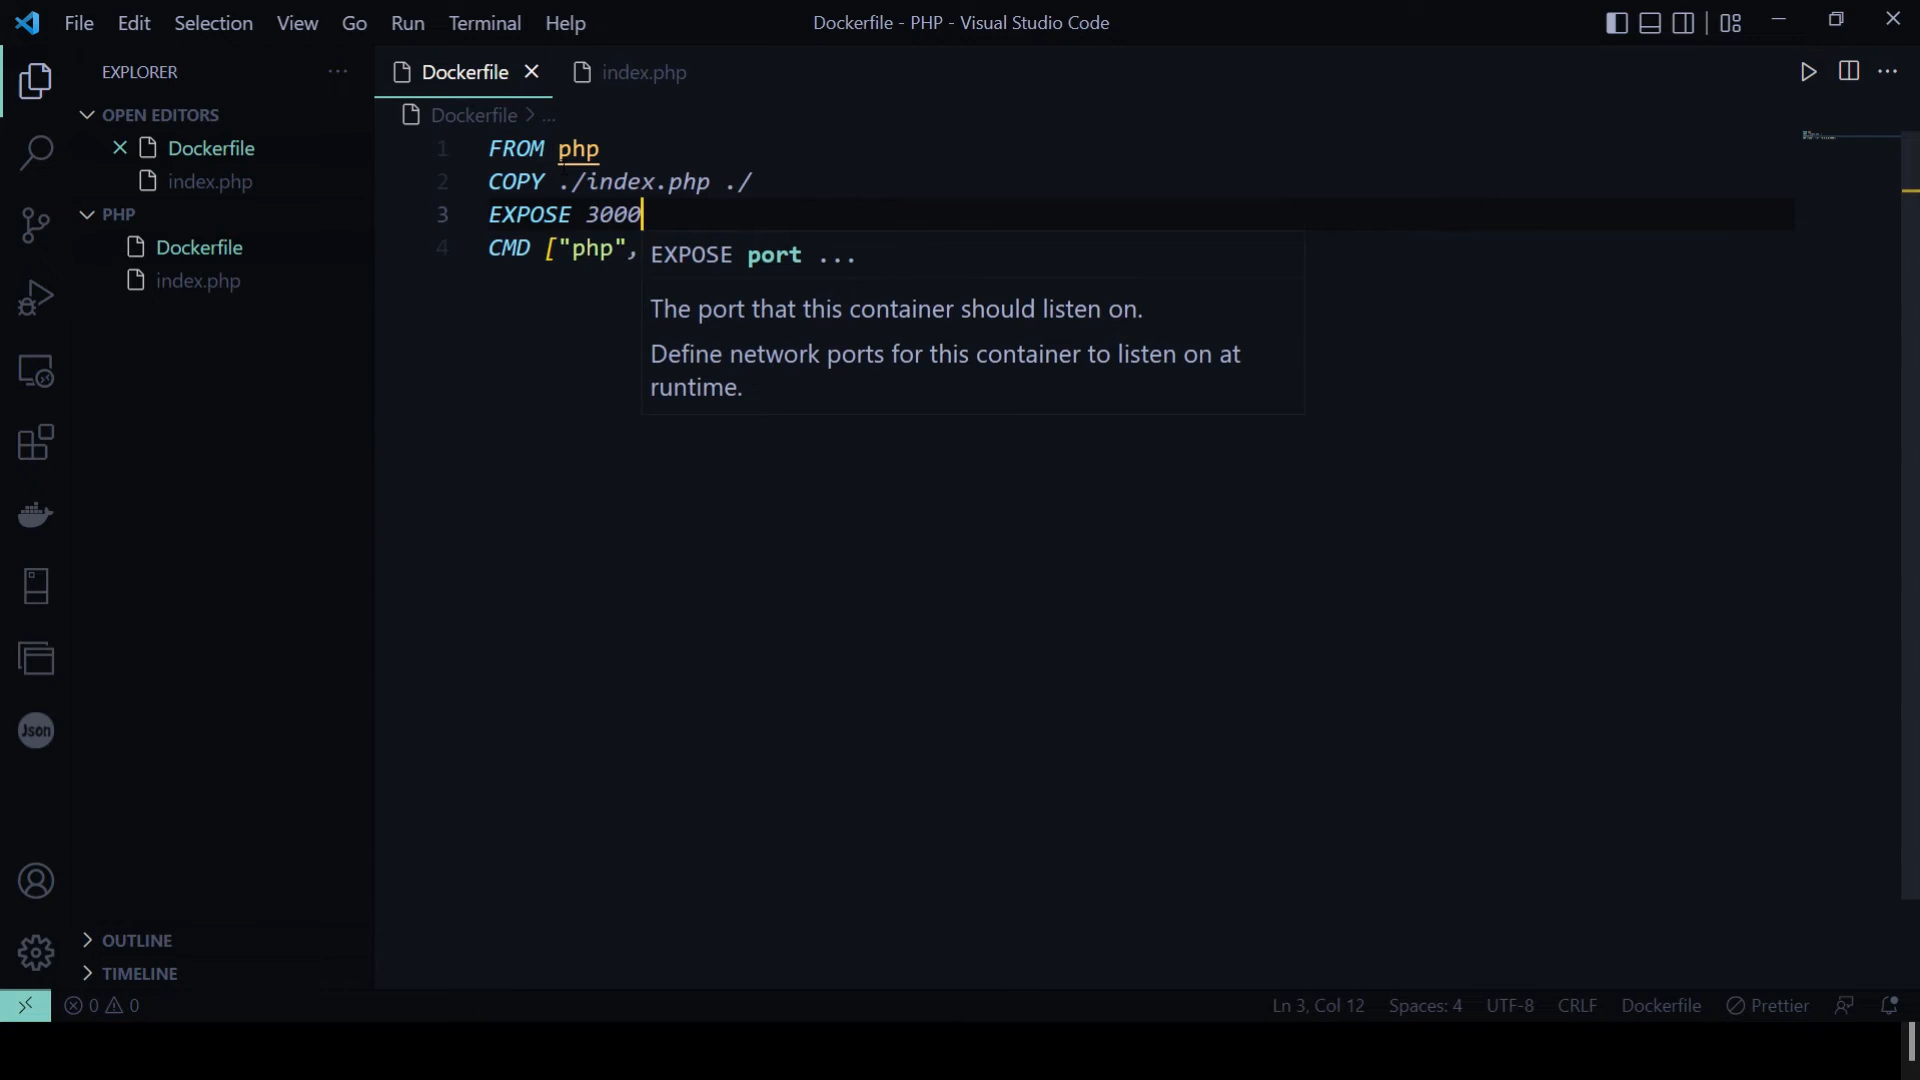 File Edit Selection View Go Run Terminal Help
Dockerfile - PHP - Visual Studio Code
EXPLORER ...
OPEN EDITORS
Dockerfile
index.php
PHP
Dockerfile
index.php
Json
OUTLINE
TIMELINE
Dockerfile
index.php
Dockerfile > ...
1 FROM php
2 COPY ./index.php ./
3 EXPOSE 3000
4 CMD ["php",
EXPOSE port ...
The port that this container should listen on.
Define network ports for this container to listen on at
runtime.
0 0
Ln 3, Col 12 Spaces: 4 UTF-8 CRLF Dockerfile Prettier